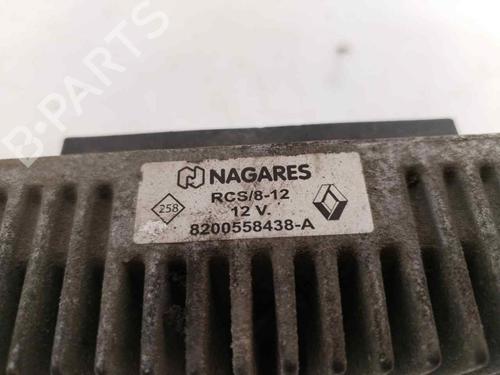 B-PARTS
NAGARES
258
RCS/8-12
12 V.
8200558438-A